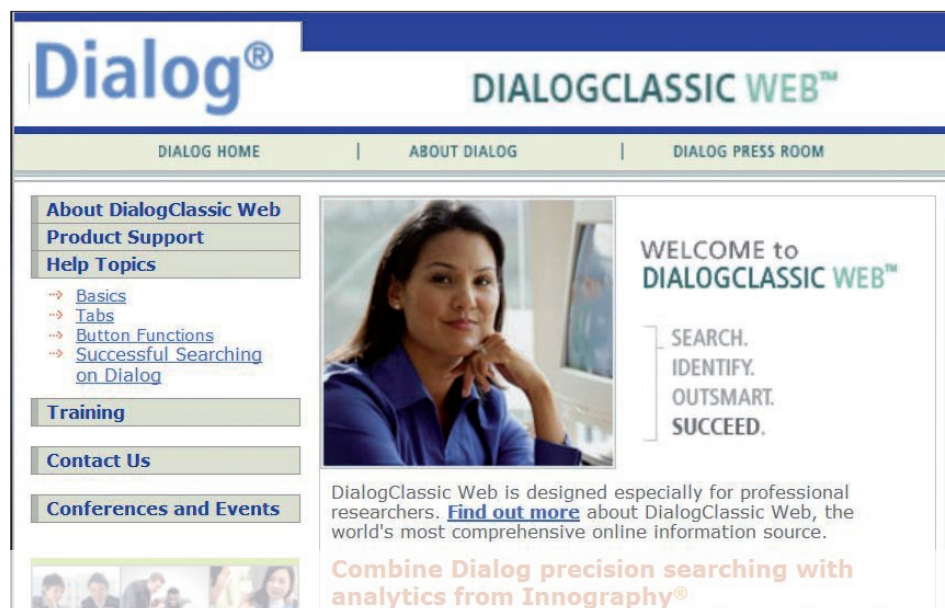 Dialog®
DIALOGCLASSIC WEB™
DIALOG HOME | ABOUT DIALOG | DIALOG PRESS ROOM
About DialogClassic Web
Product Support
Help Topics
Basics
Tabs
Button Functions
Successful Searching
on Dialog
Training
Contact Us
Conferences and Events
WELCOME to
DIALOGCLASSIC WEB™
SEARCH.
IDENTIFY.
OUTSMART.
SUCCEED.
DialogClassic Web is designed especially for professional
researchers. Find out more about DialogClassic Web, the
world's most comprehensive online information source.
Combine Dialog precision searching with
analytics from Innography®